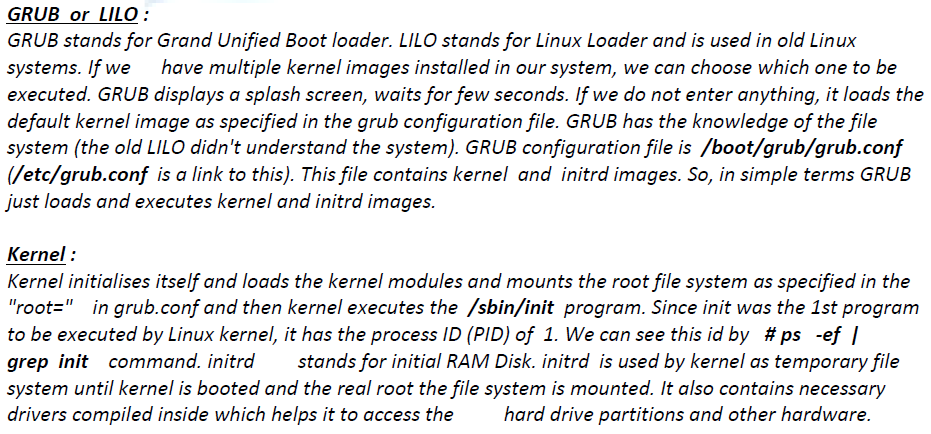 GRUB or LILO :
GRUB stands for Grand Unified Boot loader. LILO stands for Linux Loader and is used in old Linux
systems. If we have multiple kernel images installed in our system, we can choose which one to be
executed. GRUB displays a splash screen, waits for few seconds. If we do not enter anything, it loads the
default kernel image as specified in the grub configuration file. GRUB has the knowledge of the file
system (the old LILO didn't understand the system). GRUB configuration file is /boot/grub/grub.conf
(/etc/grub.conf is a link to this). This file contains kernel and initrd images. So, in simple terms GRUB
just loads and executes kernel and initrd images.
Kernel :
Kernel initialises itself and loads the kernel modules and mounts the root file system as specified in the
"root=" in grub.conf and then kernel executes the /sbin/init program. Since init was the 1st program
to be executed by Linux kernel, it has the process ID (PID) of 1. We can see this id by # ps -ef |
grep init command. initrd stands for initial RAM Disk. initrd is used by kernel as temporary file
system until kernel is booted and the real root the file system is mounted. It also contains necessary
drivers compiled inside which helps it to access the hard drive partitions and other hardware.